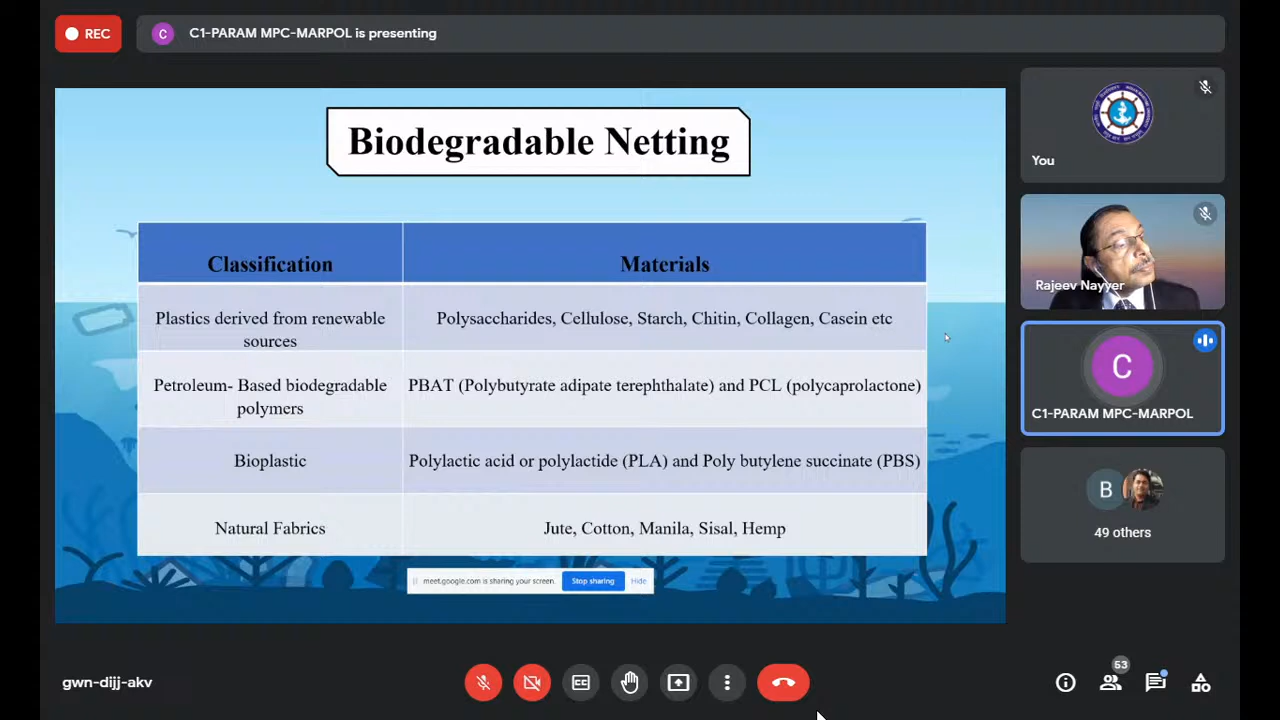 REC
C
C1-PARAM MPC-MARPOL is presenting
Biodegradable Netting
Classification
Materials
Plastics derived from renewable
sources
Polysaccharides, Cellulose, Starch, Chitin, Collagen, Casein etc
Petroleum- Based biodegradable
polymers
PBAT (Polybutyrate adipate terephthalate) and PCL (polycaprolactone)
Bioplastic
Polylactic acid or polylactide (PLA) and Poly butylene succinate (PBS)
Natural Fabrics
Jute, Cotton, Manila, Sisal, Hemp
meet.google.com is sharing your screen.
Stop sharing
Hide
You
Rajeev Nayyer
C
C1-PARAM MPC-MARPOL
B
49 others
gwn-dijj-akv
CC
53